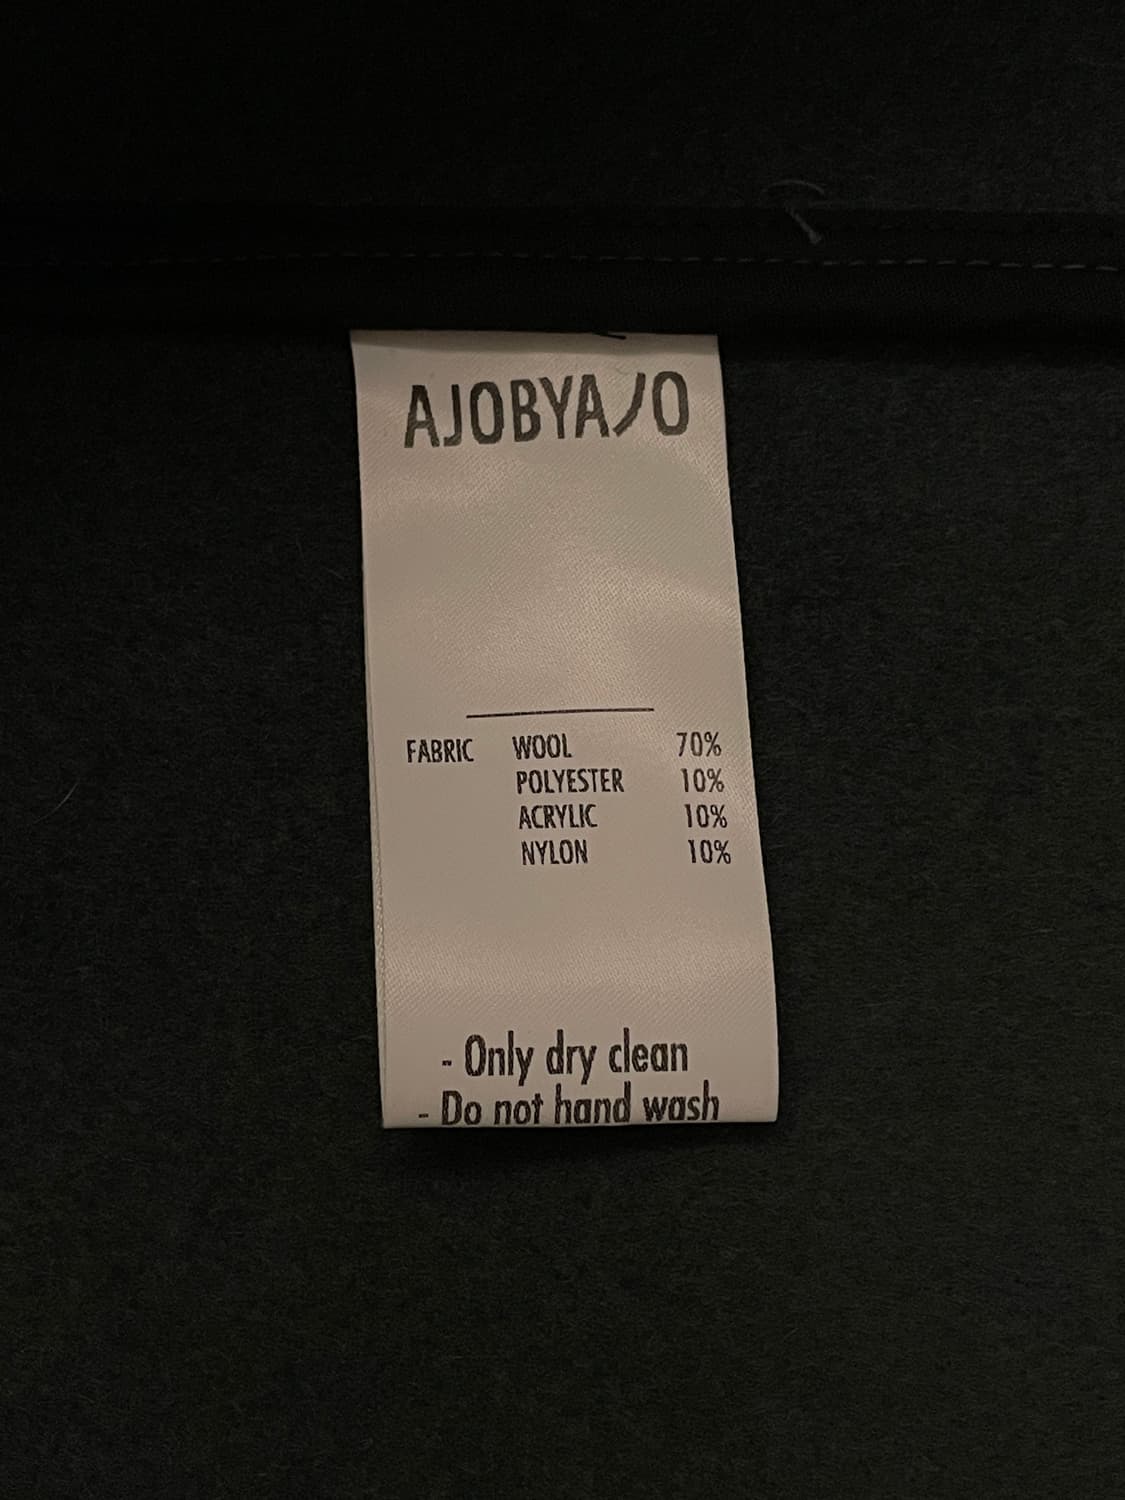 AJOBYAJO
FABRIC WOOL 70%
POLYESTER 10%
ACRYLIC 10%
NYLON 10%
- Only dry clean
- Do not hand wash